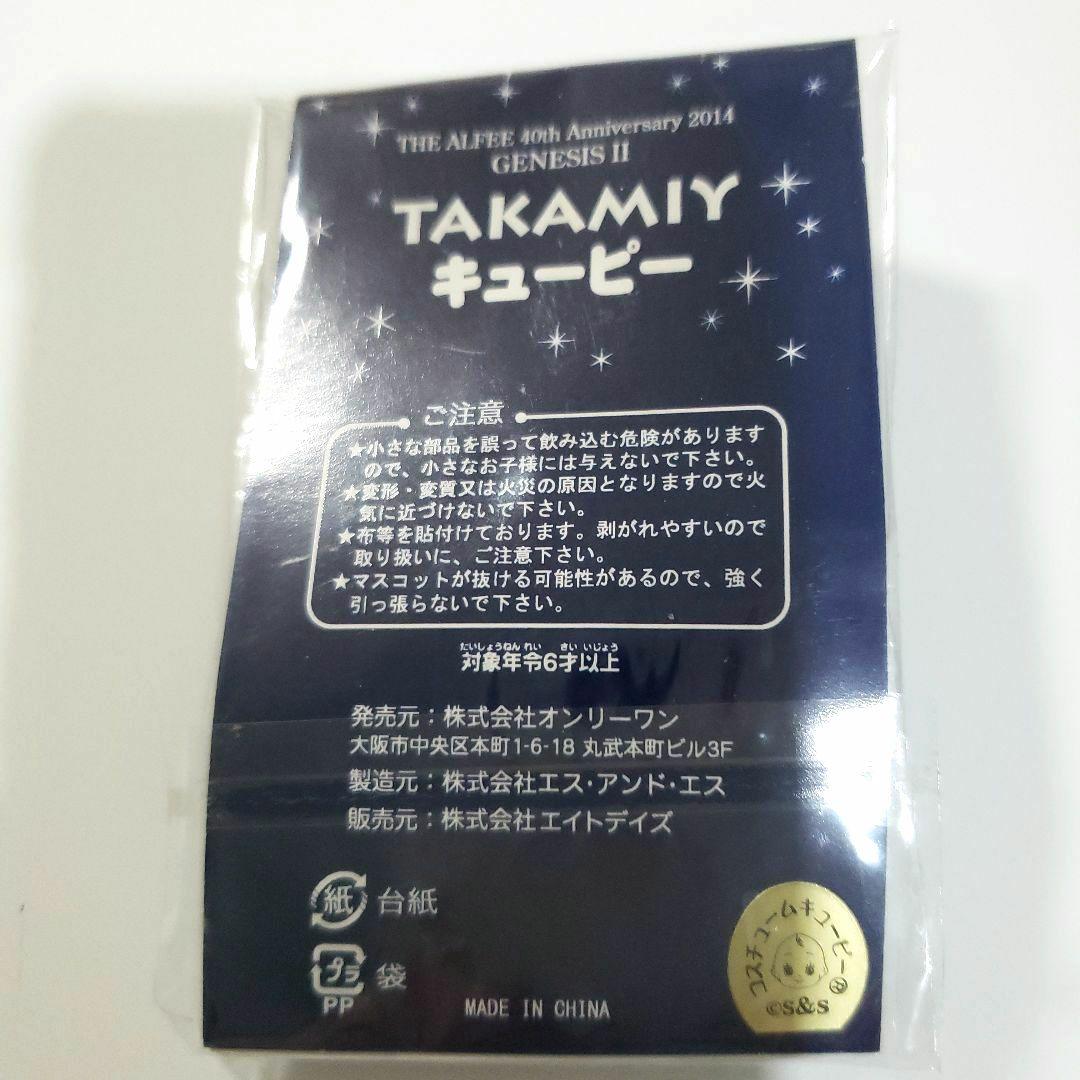 THE ALFEE 40th Anniversary 2014
GENESIS II
TAKAMIY
キューピー
ご注意
★小さな部品を誤って飲み込む危険があります
ので、小さなお子様には与えないで下さい。
★変形・変質又は火災の原因となりますので火
気に近づけないで下さい。
★布等を貼付けております。剥がれやすいので
取り扱いに、ご注意下さい。
★マスコットが抜ける可能性があるので、強く
引っ張らないで下さい。
たいしょうねんれい さいいじょう
対象年令6才以上
発売元：株式会社オンリーワン
大阪市中央区本町1-6-18 丸武本町ビル3F
製造元：株式会社エス・アンド・エス
販売元：株式会社エイトデイズ
紙 台紙
プラ 袋
PP
MADE IN CHINA
コスチュームキューピー®
©S&S